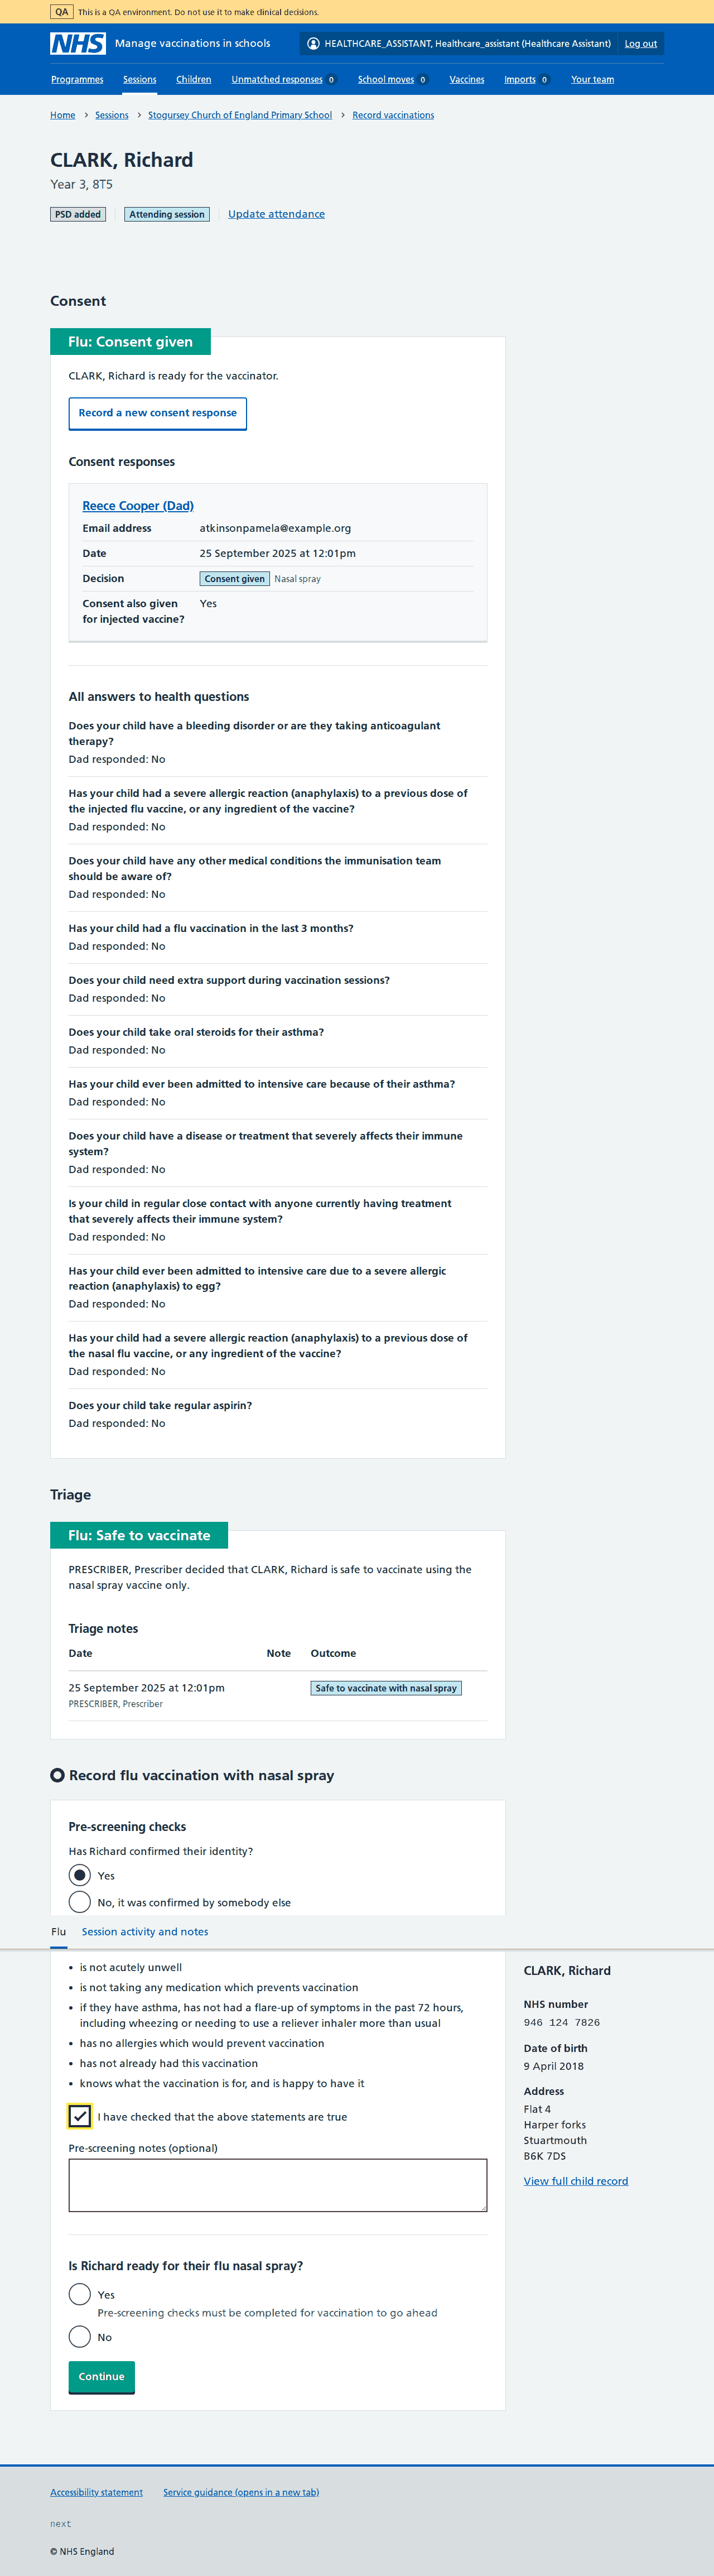 QA This is a QA environment. Do not use it to make clinical decisions.
NHS Manage vaccinations in schools HEALTHCARE_ASSISTANT, Healthcare_assistant (Healthcare Assistant) Log out
Programmes Sessions Children Unmatched responses 0 School moves 0 Vaccines Imports 0 Your team
Home Sessions Stogursey Church of England Primary School Record vaccinations
CLARK, Richard
Year 3, 8T5
PSD added Attending session Update attendance
Consent
Flu: Consent given
CLARK, Richard is ready for the vaccinator.
Record a new consent response
Consent responses
Reece Cooper (Dad)
Email address atkinsonpamela@example.org
Date 25 September 2025 at 12:01pm
Decision Consent given Nasal spray
Consent also given Yes
for injected vaccine?
All answers to health questions
Does your child have a bleeding disorder or are they taking anticoagulant
therapy?
Dad responded: No
Has your child had a severe allergic reaction (anaphylaxis) to a previous dose of
the injected flu vaccine, or any ingredient of the vaccine?
Dad responded: No
Does your child have any other medical conditions the immunisation team
should be aware of?
Dad responded: No
Has your child had a flu vaccination in the last 3 months?
Dad responded: No
Does your child need extra support during vaccination sessions?
Dad responded: No
Does your child take oral steroids for their asthma?
Dad responded: No
Has your child ever been admitted to intensive care because of their asthma?
Dad responded: No
Does your child have a disease or treatment that severely affects their immune
system?
Dad responded: No
Is your child in regular close contact with anyone currently having treatment
that severely affects their immune system?
Dad responded: No
Has your child ever been admitted to intensive care due to a severe allergic
reaction (anaphylaxis) to egg?
Dad responded: No
Has your child had a severe allergic reaction (anaphylaxis) to a previous dose of
the nasal flu vaccine, or any ingredient of the vaccine?
Dad responded: No
Does your child take regular aspirin?
Dad responded: No
Triage
Flu: Safe to vaccinate
PRESCRIBER, Prescriber decided that CLARK, Richard is safe to vaccinate using the
nasal spray vaccine only.
Triage notes
Date Note Outcome
25 September 2025 at 12:01pm Safe to vaccinate with nasal spray
PRESCRIBER, Prescriber
Record flu vaccination with nasal spray
Pre-screening checks
Has Richard confirmed their identity?
Yes
No, it was confirmed by somebody else
Flu Session activity and notes
is not acutely unwell
is not taking any medication which prevents vaccination
if they have asthma, has not had a flare-up of symptoms in the past 72 hours,
including wheezing or needing to use a reliever inhaler more than usual
has no allergies which would prevent vaccination
has not already had this vaccination
knows what the vaccination is for, and is happy to have it
I have checked that the above statements are true
Pre-screening notes (optional)
Is Richard ready for their flu nasal spray?
Yes
Pre-screening checks must be completed for vaccination to go ahead
No
Continue
CLARK, Richard
NHS number
946 124 7826
Date of birth
9 April 2018
Address
Flat 4
Harper forks
Stuartmouth
B6K 7DS
View full child record
Accessibility statement Service guidance (opens in a new tab)
next
© NHS England